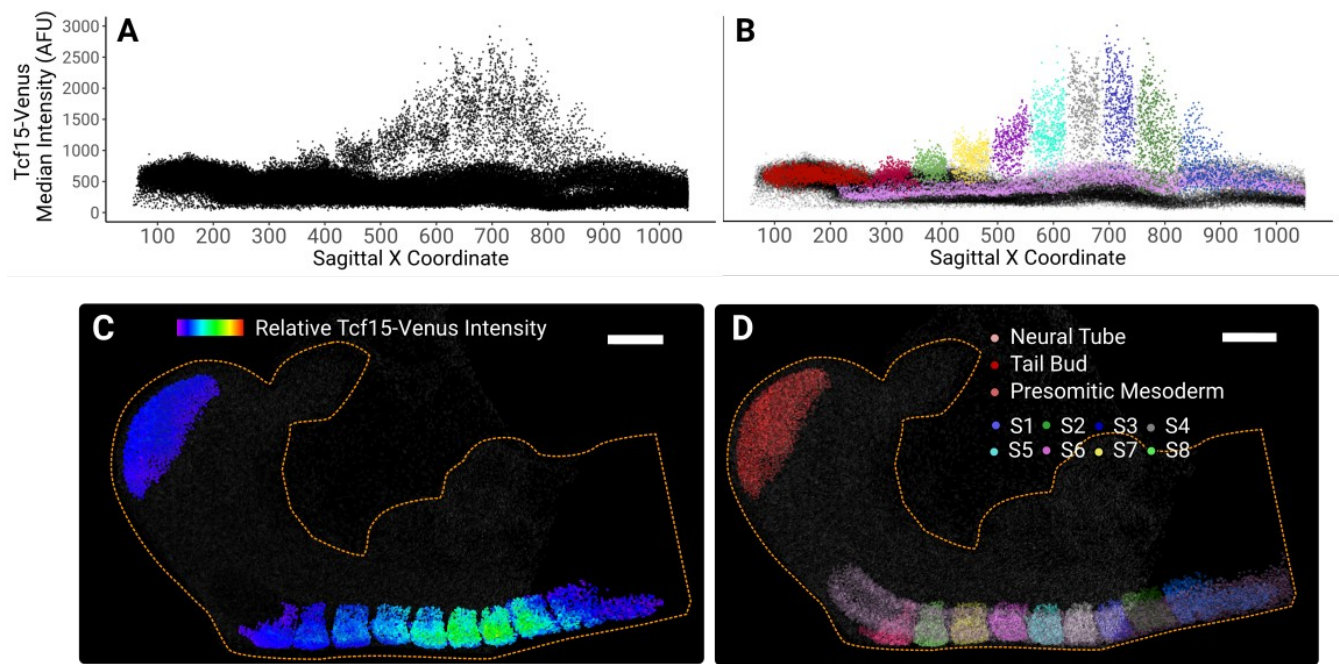 A
B
Tcf15-Venus
Median Intensity (AFU)
3000
2500
2000
1500
1000
500
0
100 200 300 400 500 600 700 800 900 1000
Sagittal X Coordinate
100 200 300 400 500 600 700 800 900 1000
Sagittal X Coordinate
C
Relative Tcf15-Venus Intensity
D
Neural Tube
Tail Bud
Presomitic Mesoderm
S1 S2 S3 S4
S5 S6 S7 S8